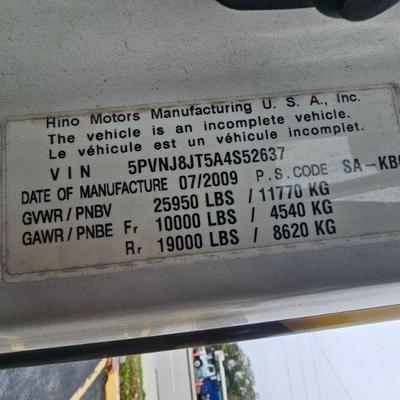 Hino Motors Manufacturing U. S. A., Inc.
The vehicle is an incomplete vehicle.
Le véhicule est un véhicule incomplet.
VIN 5PVNJ8JT5A4S52637
DATE OF MANUFACTURE 07/2009 P.S.CODE SA-KB
GVWR / PNBV 25950 LBS / 11770 KG
GAWR / PNBE Fr 10000 LBS / 4540 KG
Rr 19000 LBS / 8620 KG